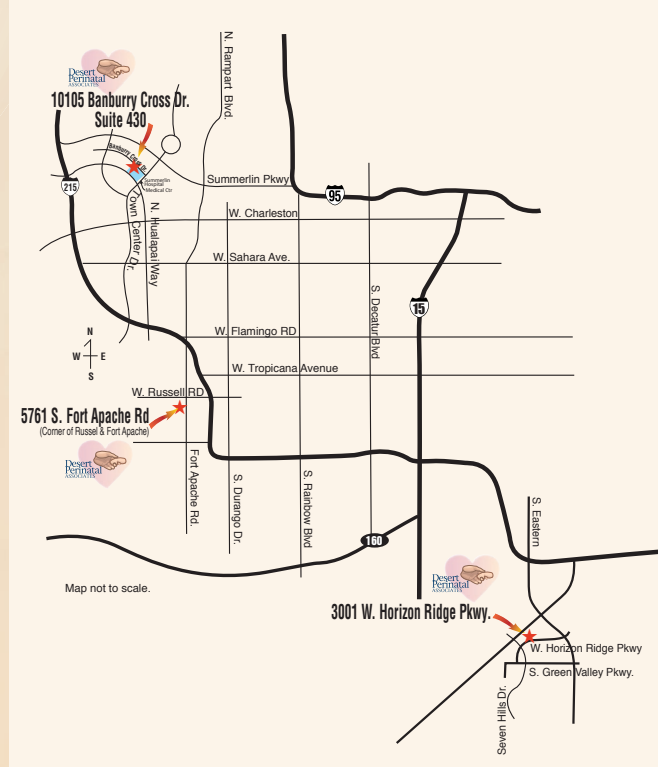 N. Rampart Blvd.
Desert
Perinatal
ASSOCIATES
10105 Banburry Cross Dr.
Suite 430
Banburry Cross Dr.
Summerlin
Hospital
Medical Ctr
215
Summerlin Pkwy
95
Town Center Dr.
N. Hualapai Way
W. Charleston
W. Sahara Ave.
S. Decatur Blvd
15
N
W E
S
W. Flamingo RD
W. Tropicana Avenue
W. Russell RD
5761 S. Fort Apache Rd
(Corner of Russel & Fort Apache)
Desert
Perinatal
ASSOCIATES
Fort Apache Rd.
S. Durango Dr.
S. Rainbow Blvd
S. Eastern
160
Map not to scale.
Desert
Perinatal
ASSOCIATES
3001 W. Horizon Ridge Pkwy.
W. Horizon Ridge Pkwy
S. Green Valley Pkwy.
Seven Hills Dr.